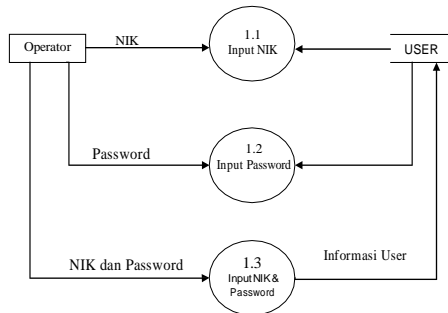 Operator
NIK
1.1
Input NIK
USER
Password
1.2
Input Password
NIK dan Password
1.3
Input NIK &
Password
Informasi User